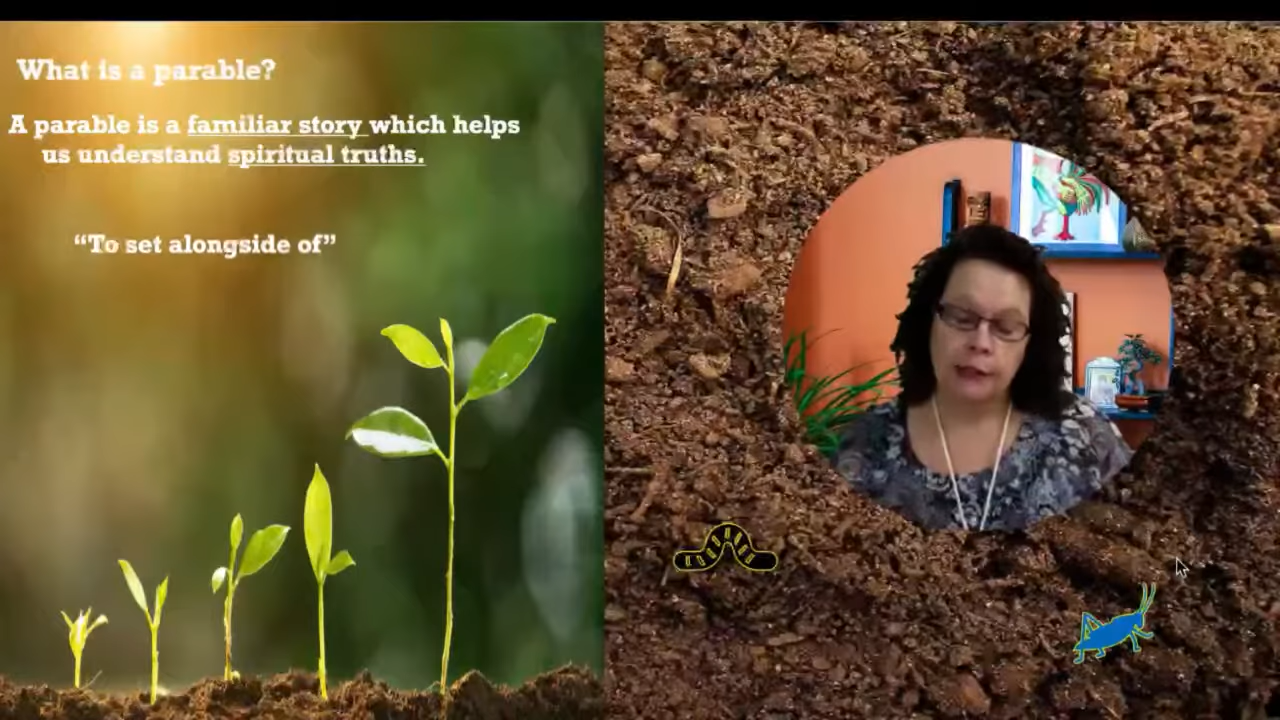 What is a parable?
A parable is a familiar story which helps
us understand spiritual truths.
“To set alongside of”